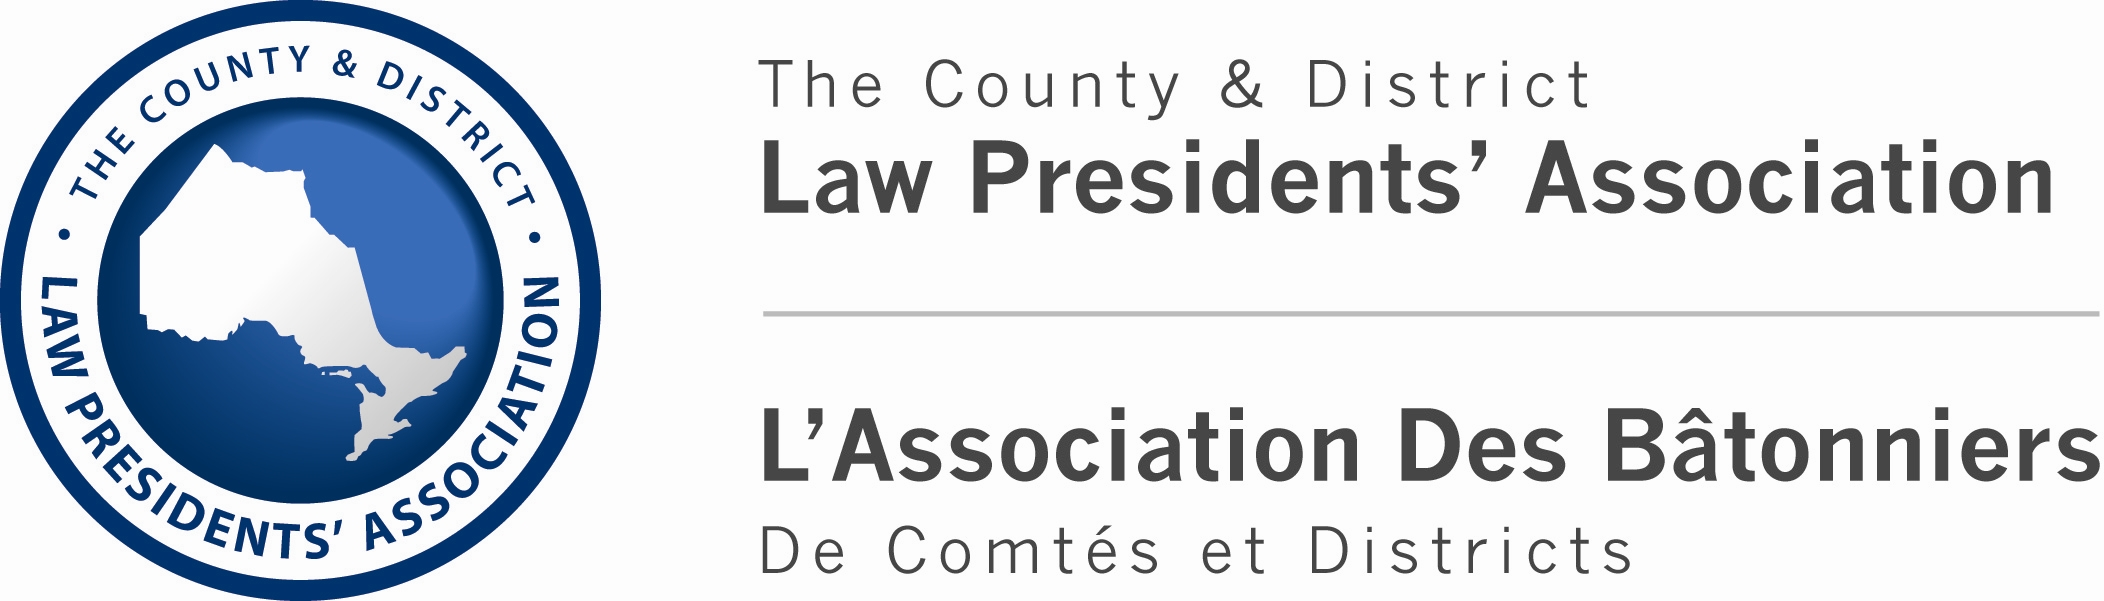 • THE COUNTY & DISTRICT •
LAW PRESIDENTS’ ASSOCIATION
The County & District
Law Presidents’ Association
L’Association Des Bâtonniers
De Comtés et Districts